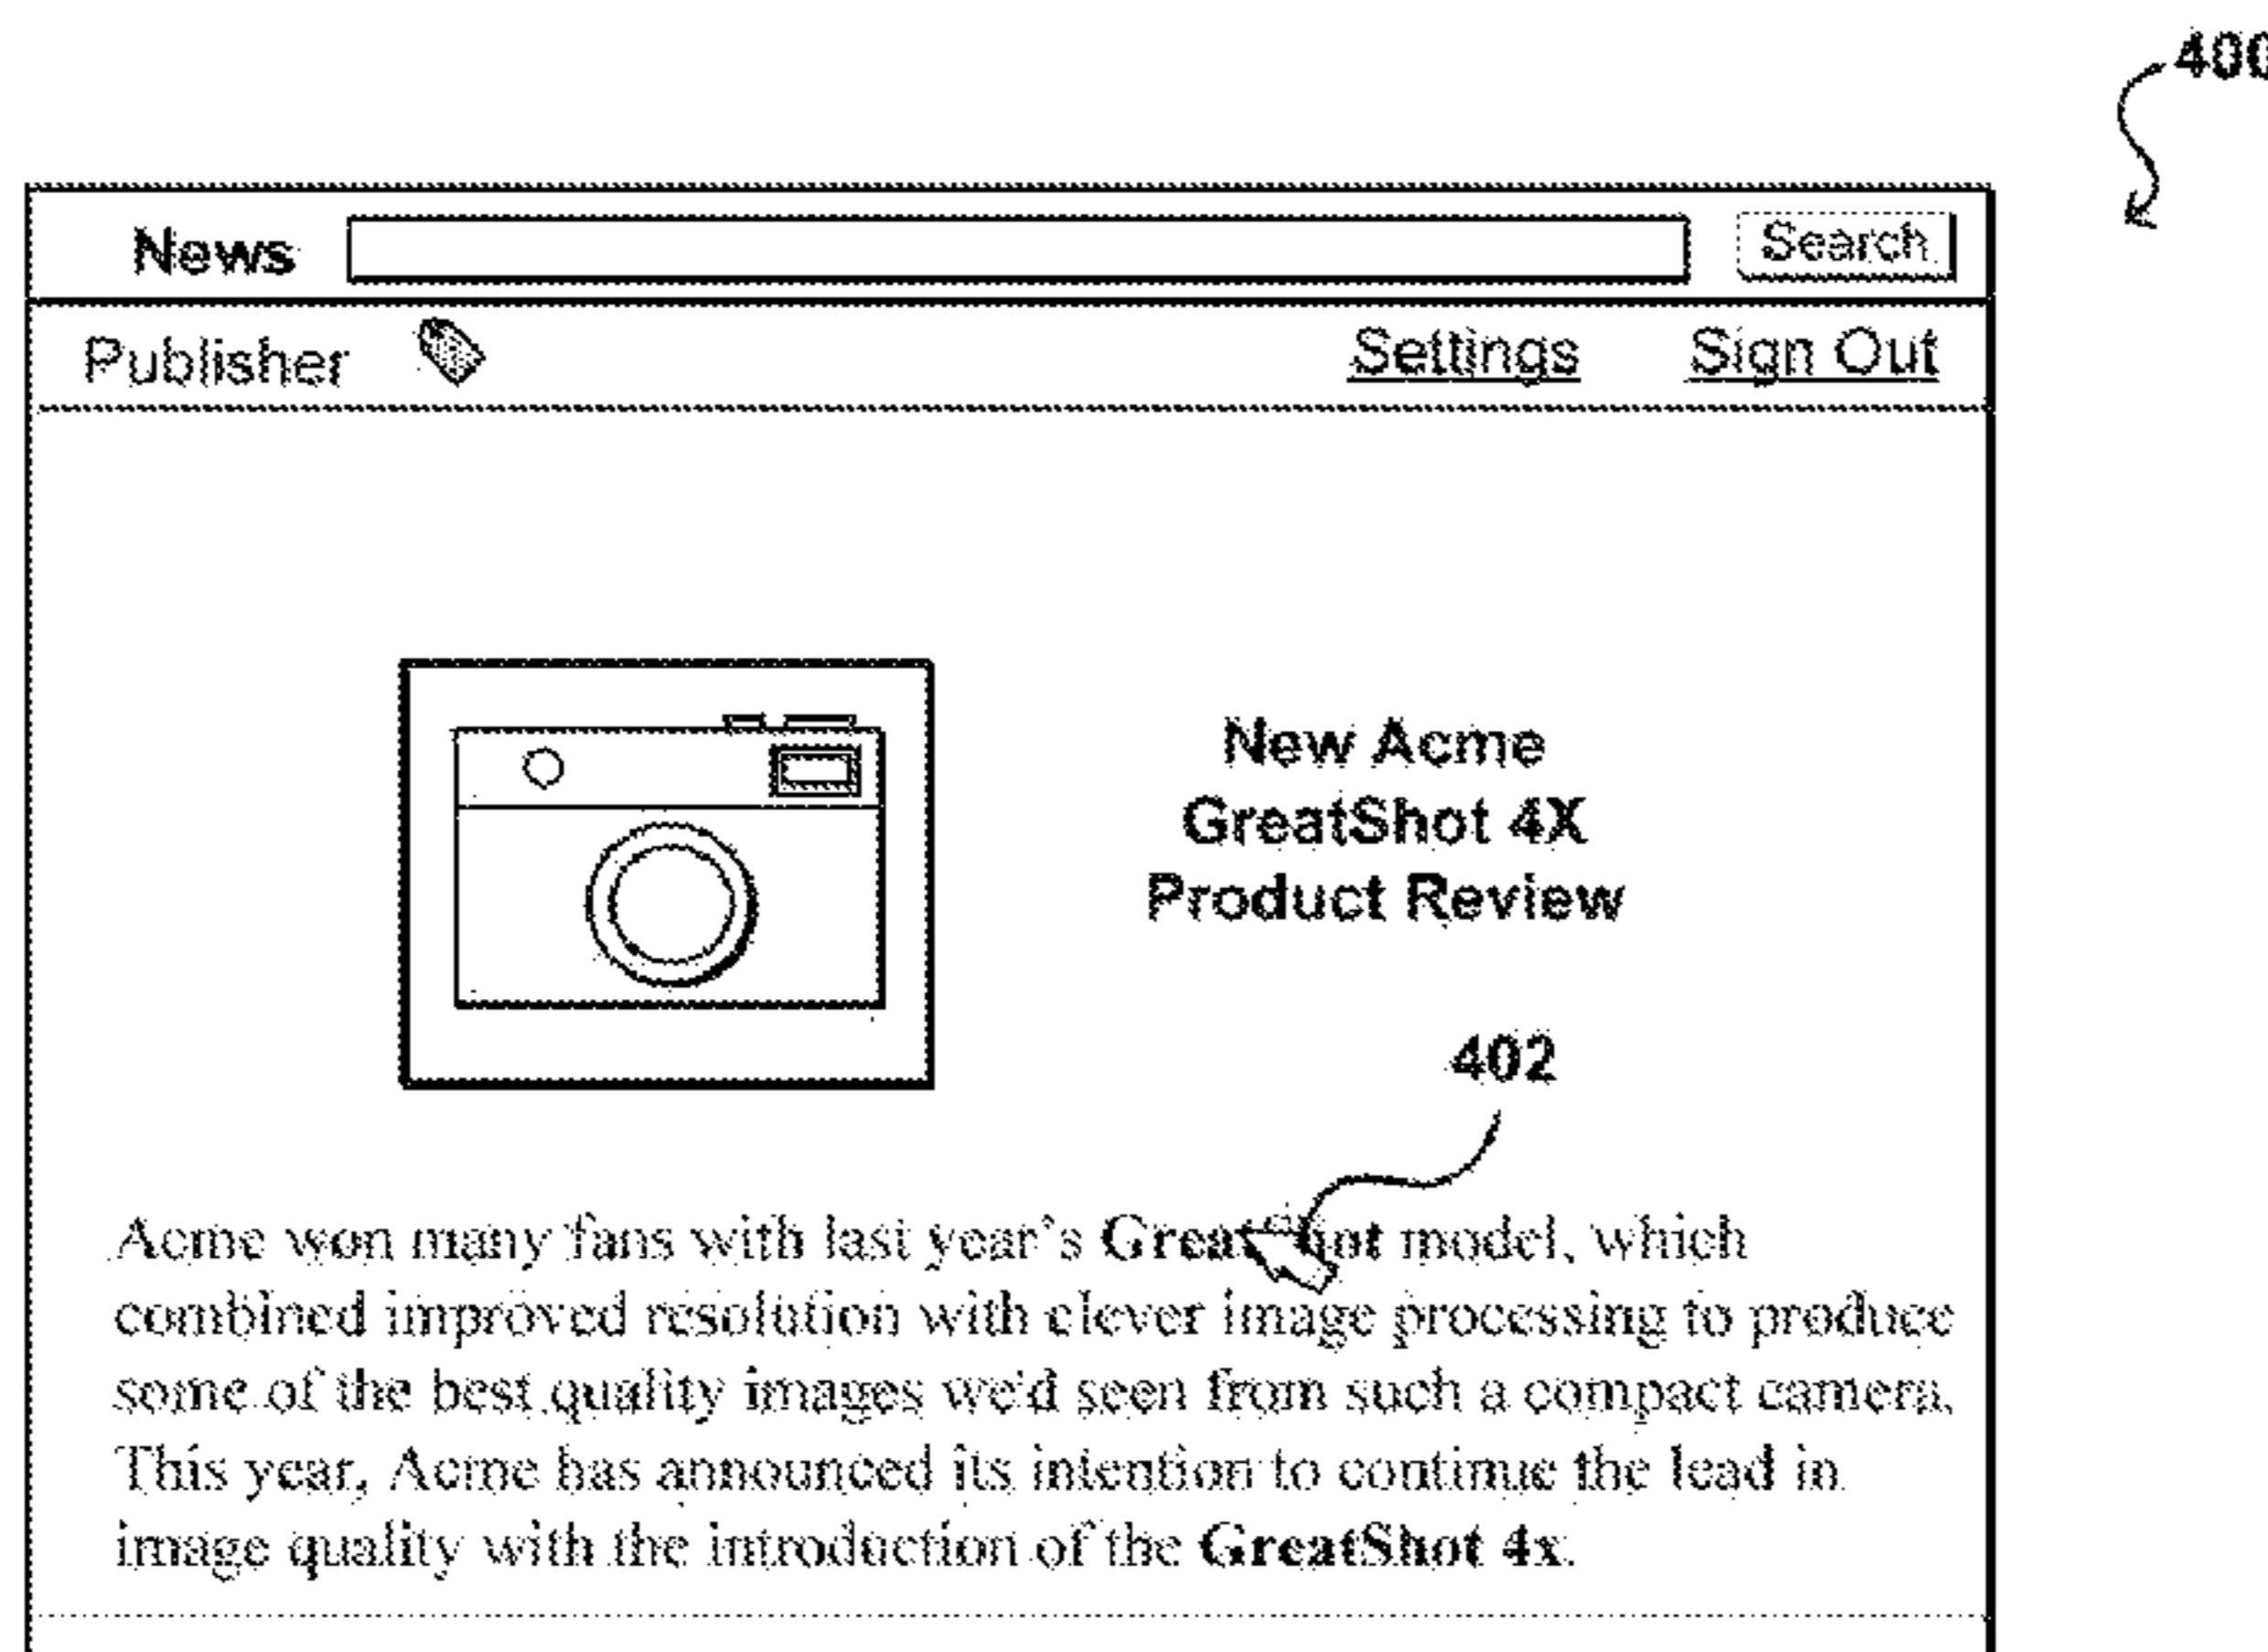 400
News Search
Publisher Settings Sign Out
New Acme
GreatShot 4X
Product Review
402
Acme won many fans with last year's GreatShot model, which
combined improved resolution with clever image processing to produce
some of the best quality images we'd seen from such a compact camera.
This year, Acme has announced its intention to continue the lead in
image quality with the introduction of the GreatShot 4x.